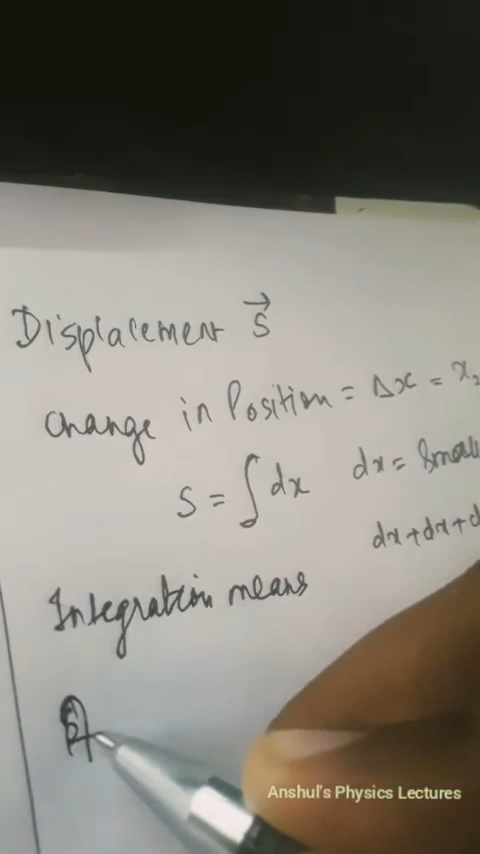 Displacement s⃗
Change in Position = Δx = x₂
s = ∫dx dx = Small
dx+dx+d
Integration means
Anshul's Physics Lectures